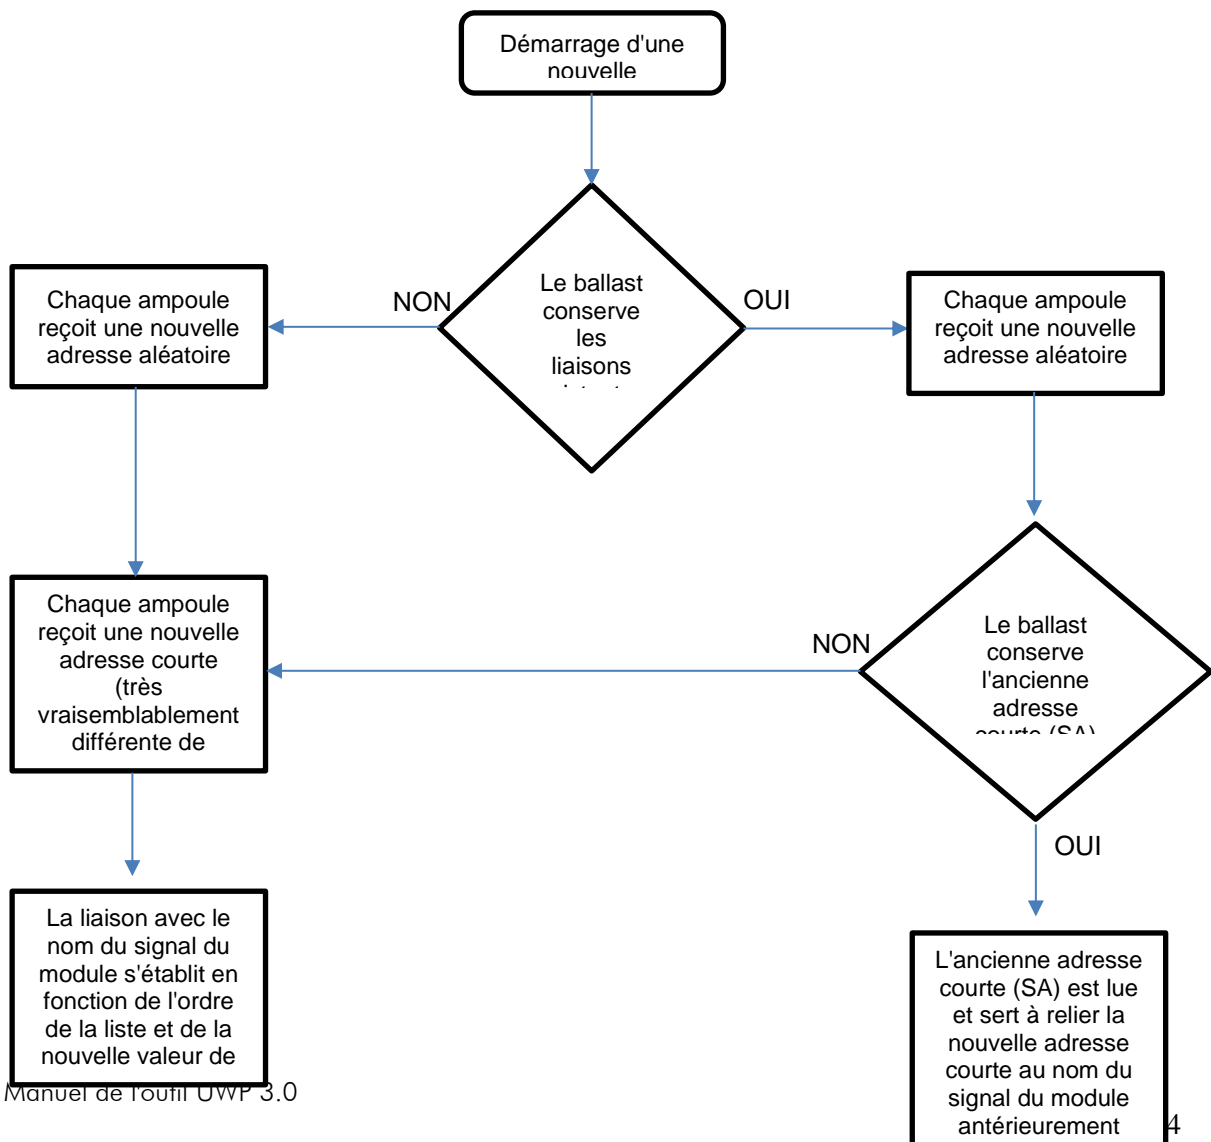 Démarrage d'une
nouvelle
Le ballast
conserve
les
liaisons
NON
OUI
Chaque ampoule
reçoit une nouvelle
adresse aléatoire
Chaque ampoule
reçoit une nouvelle
adresse aléatoire
Chaque ampoule
reçoit une nouvelle
adresse courte
(très
vraisemblablement
différente de
NON
Le ballast
conserve
l'ancienne
adresse
courte (SA)
OUI
La liaison avec le
nom du signal du
module s'établit en
fonction de l'ordre
de la liste et de la
nouvelle valeur de
L'ancienne adresse
courte (SA) est lue
et sert à relier la
nouvelle adresse
courte au nom du
signal du module
antérieurement
Manuel de l'outil UWP 3.0
4